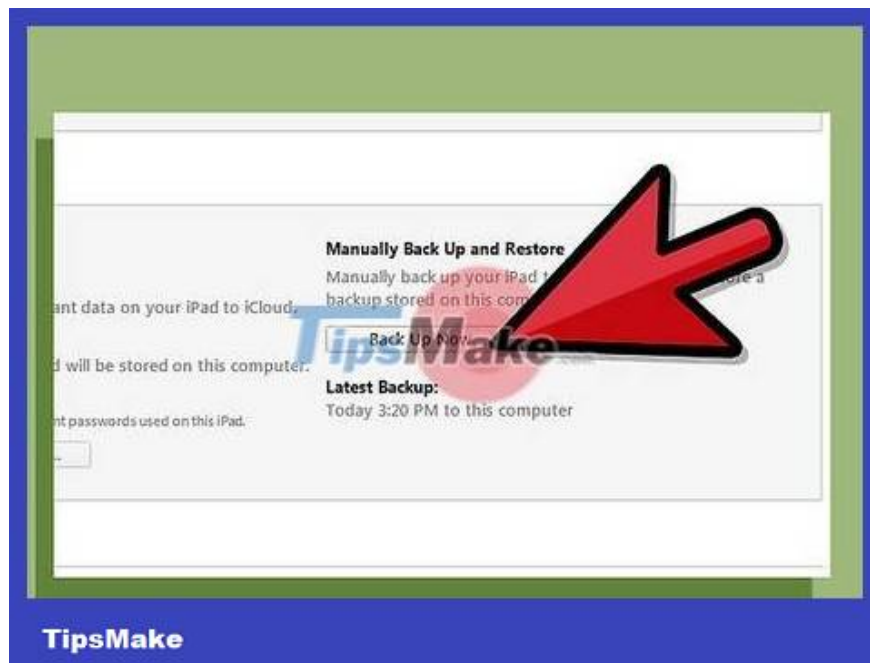 Manually Back Up and Restore
Manually back up your iPad t
a
ant data on your iPad to iCloud.
backup stored on this com
Back Up Now
d will be stored on this computer.
TipsMake
Latest Backup:
Today 3:20 PM to this computer
nt passwords used on this iPad.
...
TipsMake